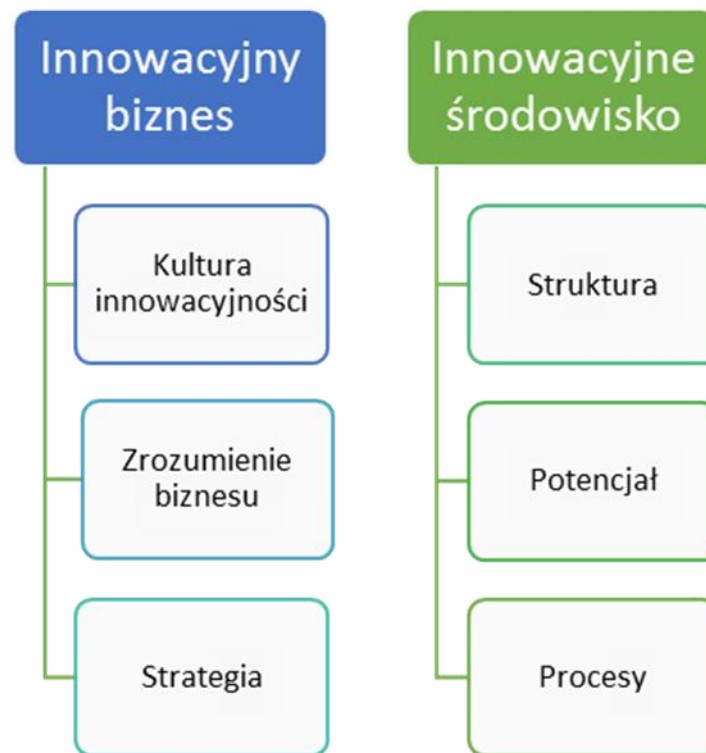 Innowacyjny
biznes
Kultura
innowacyjności
Zrozumienie
biznesu
Strategia
Innowacyjne
środowisko
Struktura
Potencjał
Procesy